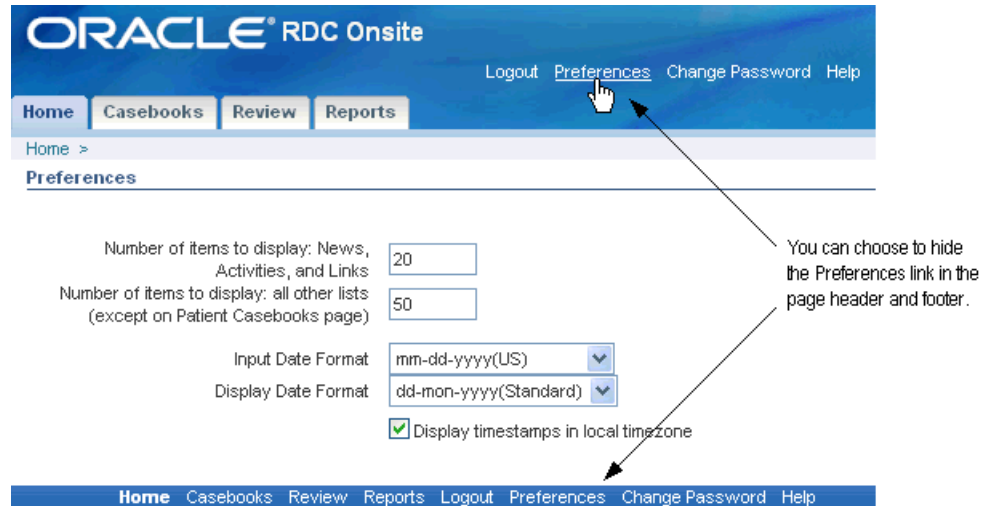 ORACLE® RDC Onsite
Logout Preferences Change Password Help
Home Casebooks Review Reports
Home >
Preferences
Number of items to display: News,
Activities, and Links
20
Number of items to display: all other lists
(except on Patient Casebooks page)
50
Input Date Format mm-dd-yyyy(US)
Display Date Format dd-mon-yyyy(Standard)
Display timestamps in local timezone
You can choose to hide
the Preferences link in the
page header and footer.
Home Casebooks Review Reports Logout Preferences Change Password Help